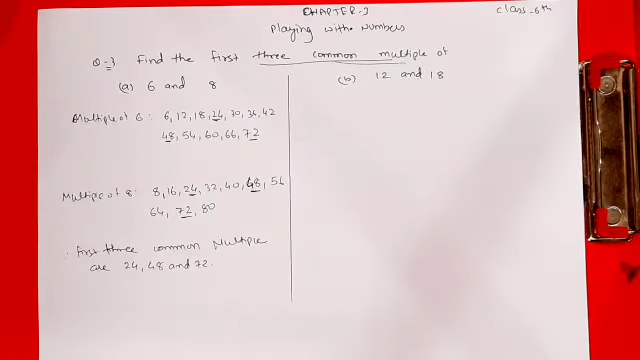 CHAPTER-3
Class-6th
Playing withe Numbers
Q-3 Find the first three common multiple of
(a) 6 and 8
(b) 12 and 18
Multiple of 6: 6, 12, 18, 24, 30, 36, 42
48, 54, 60, 66, 72
Multiple of 8: 8, 16, 24, 32, 40, 48, 56
64, 72, 80
∴ first three common Multiple
are 24, 48 and 72.